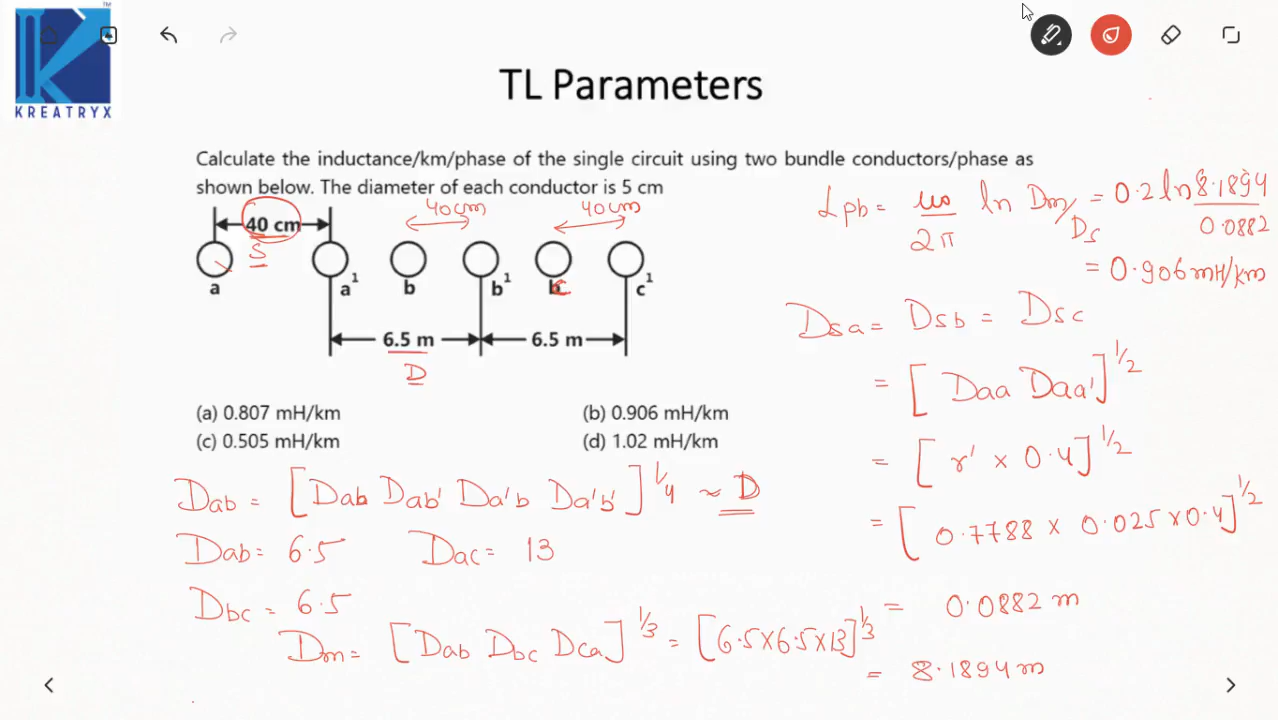 KREATRYX
TM
TL Parameters
Calculate the inductance/km/phase of the single circuit using two bundle conductors/phase as
shown below. The diameter of each conductor is 5 cm
40 cm
40cm
40cm
S
a
a¹
b
b¹
c
c¹
6.5 m
6.5 m
D
(a) 0.807 mH/km
(b) 0.906 mH/km
(c) 0.505 mH/km
(d) 1.02 mH/km
Dab = [Dab Dab' Da'b Da'b']^1/4 ≈ D
Dab = 6.5
Dac = 13
Dbc = 6.5
Dm = [Dab Dbc Dca]^1/3 = [6.5×6.5×13]^1/3
= 8.1894 m
Lpb = μ0/2π ln Dm/Ds = 0.2 ln 8.1894/0.0882
= 0.906 mH/km
Dsa = Dsb = Dsc
= [Daa Daa']^1/2
= [r' × 0.4]^1/2
= [0.7788 × 0.025 × 0.4]^1/2
= 0.0882 m